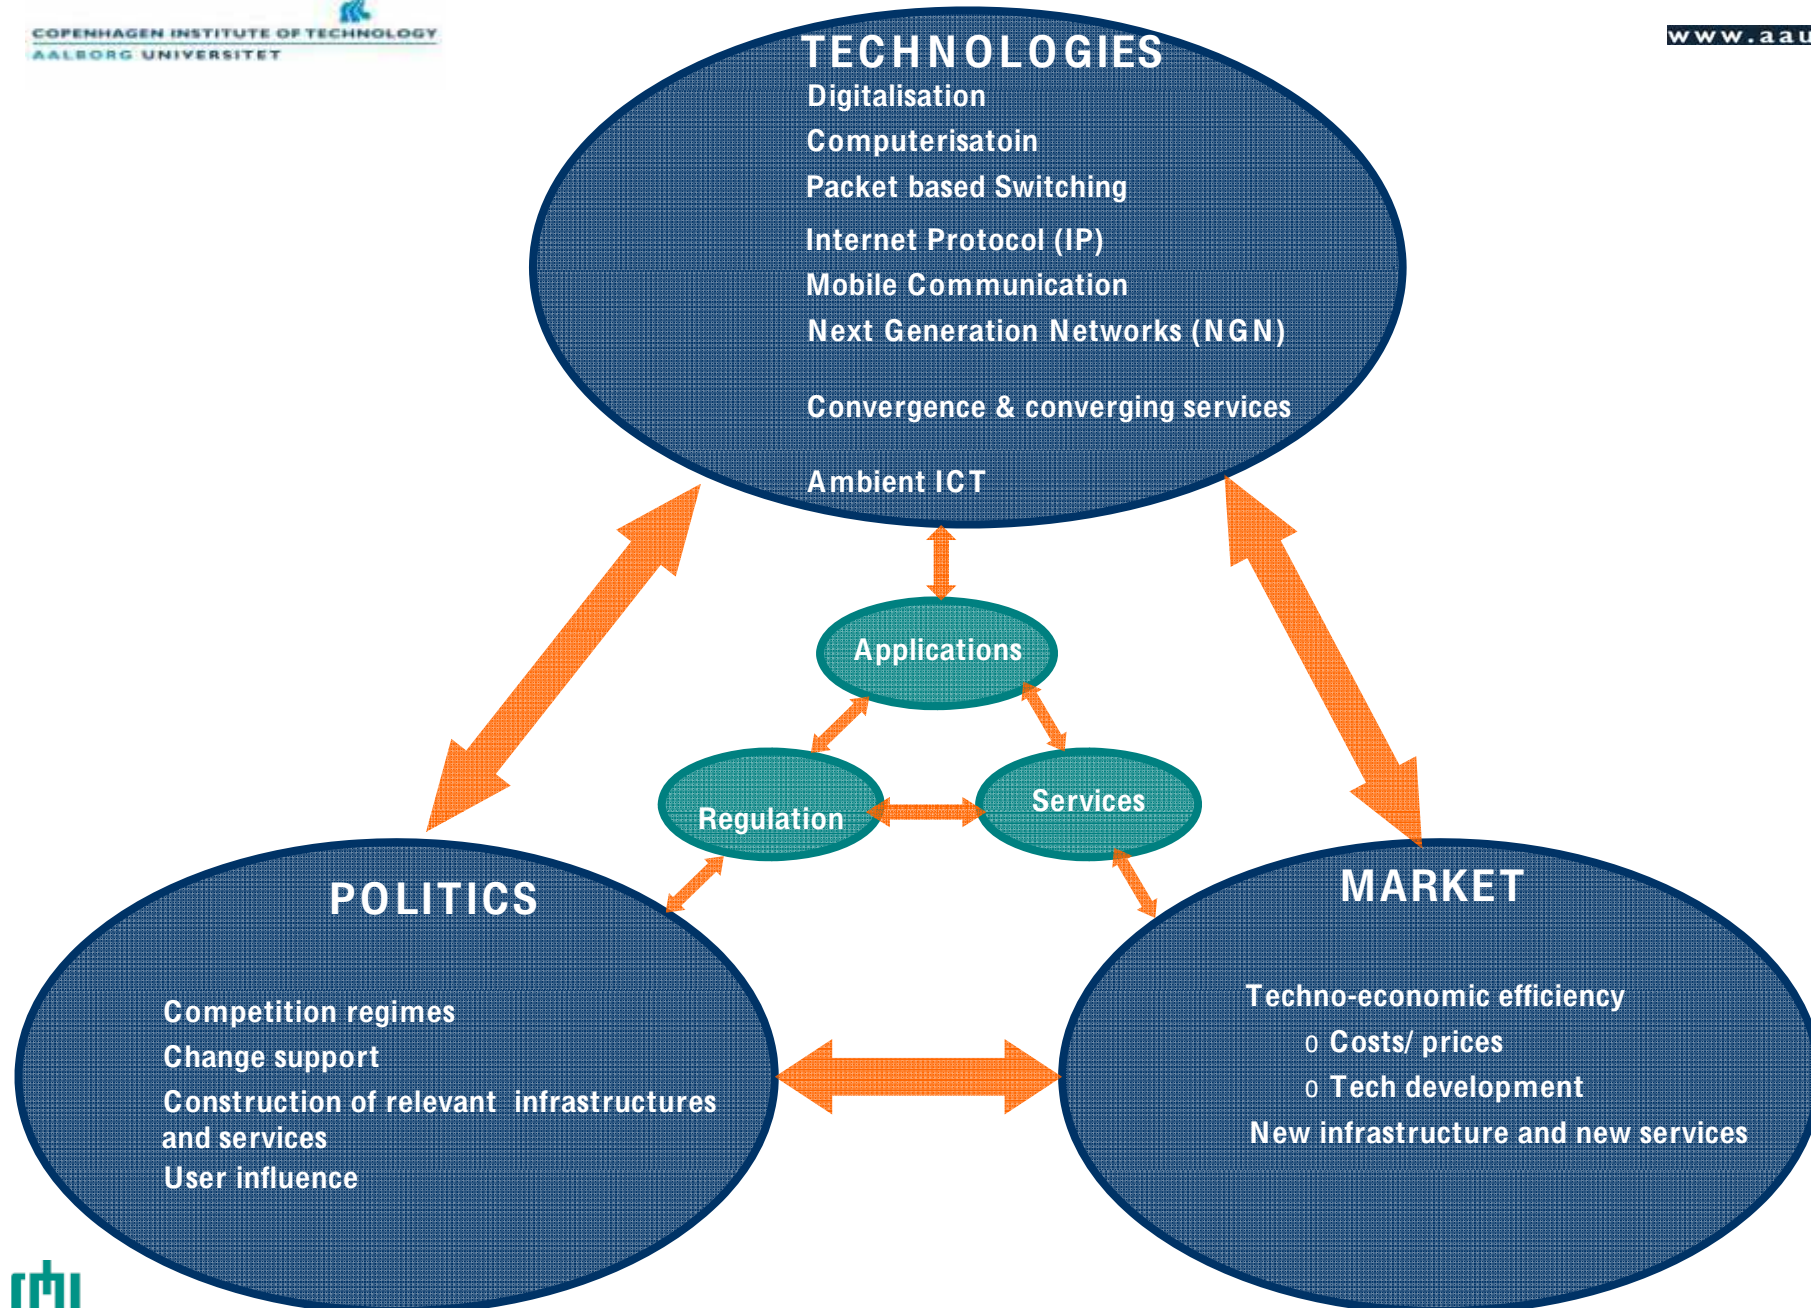 COPENHAGEN INSTITUTE OF TECHNOLOGY
AALBORG UNIVERSITET
www.aau
TECHNOLOGIES
Digitalisation
Computerisatoin
Packet based Switching
Internet Protocol (IP)
Mobile Communication
Next Generation Networks (NGN)
Convergence & converging services
Ambient ICT
Applications
Regulation
Services
POLITICS
Competition regimes
Change support
Construction of relevant infrastructures
and services
User influence
MARKET
Techno-economic efficiency
o Costs/ prices
o Tech development
New infrastructure and new services